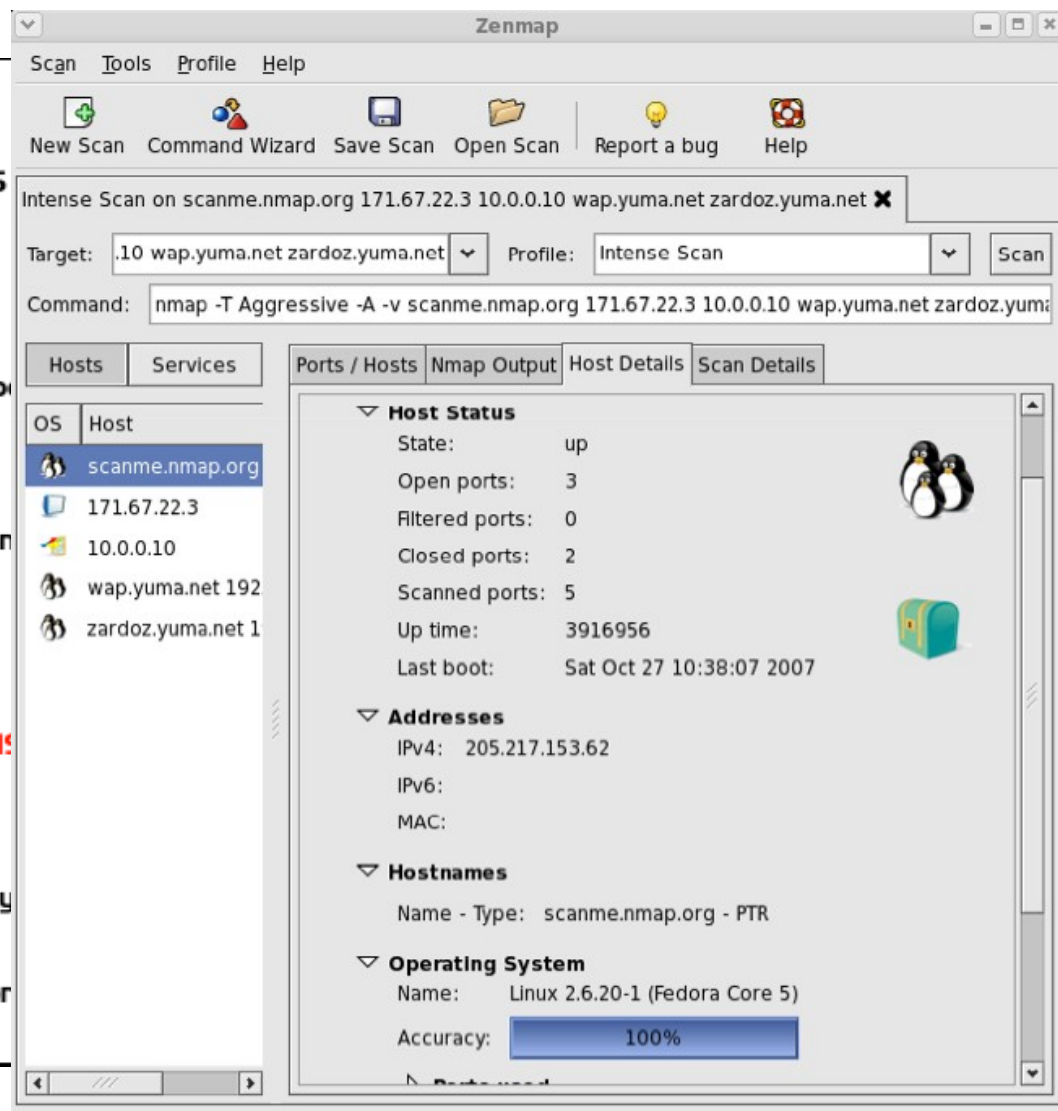 Zenmap
Scan Tools Profile Help
New Scan Command Wizard Save Scan Open Scan Report a bug Help
Intense Scan on scanme.nmap.org 171.67.22.3 10.0.0.10 wap.yuma.net zardoz.yuma.net
Target: .10 wap.yuma.net zardoz.yuma.net Profile: Intense Scan Scan
Command: nmap -T Aggressive -A -v scanme.nmap.org 171.67.22.3 10.0.0.10 wap.yuma.net zardoz.yuma
Hosts Services
OS Host
scanme.nmap.org
171.67.22.3
10.0.0.10
wap.yuma.net 192.
zardoz.yuma.net 1
Ports / Hosts Nmap Output Host Details Scan Details
Host Status
State: up
Open ports: 3
Filtered ports: 0
Closed ports: 2
Scanned ports: 5
Up time: 3916956
Last boot: Sat Oct 27 10:38:07 2007
Addresses
IPv4: 205.217.153.62
IPv6:
MAC:
Hostnames
Name - Type: scanme.nmap.org - PTR
Operating System
Name: Linux 2.6.20-1 (Fedora Core 5)
Accuracy: 100%